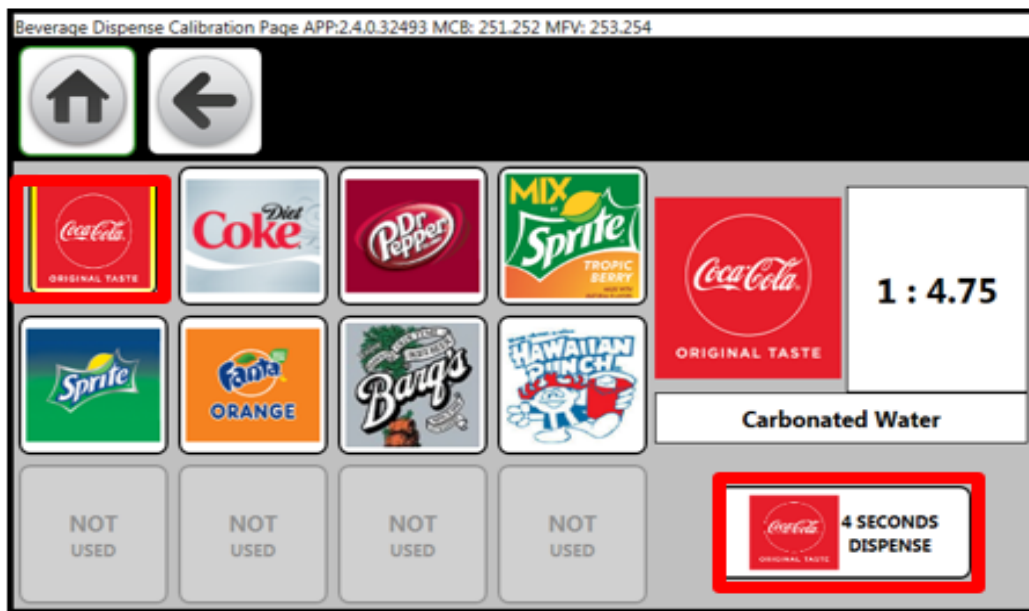 Beverage Dispense Calibration Page APP:2.4.0.32493 MCB: 251.252 MFV: 253.254
Coca-Cola
ORIGINAL TASTE
Diet
Coke
Dr
Pepper
MIX
BY
Sprite
TROPIC
BERRY
Coca-Cola
ORIGINAL TASTE
1 : 4.75
Sprite
Fanta
ORANGE
Barq's
HAWAIIAN
PUNCH
Carbonated Water
NOT
USED
NOT
USED
NOT
USED
NOT
USED
Coca-Cola
ORIGINAL TASTE
4 SECONDS
DISPENSE